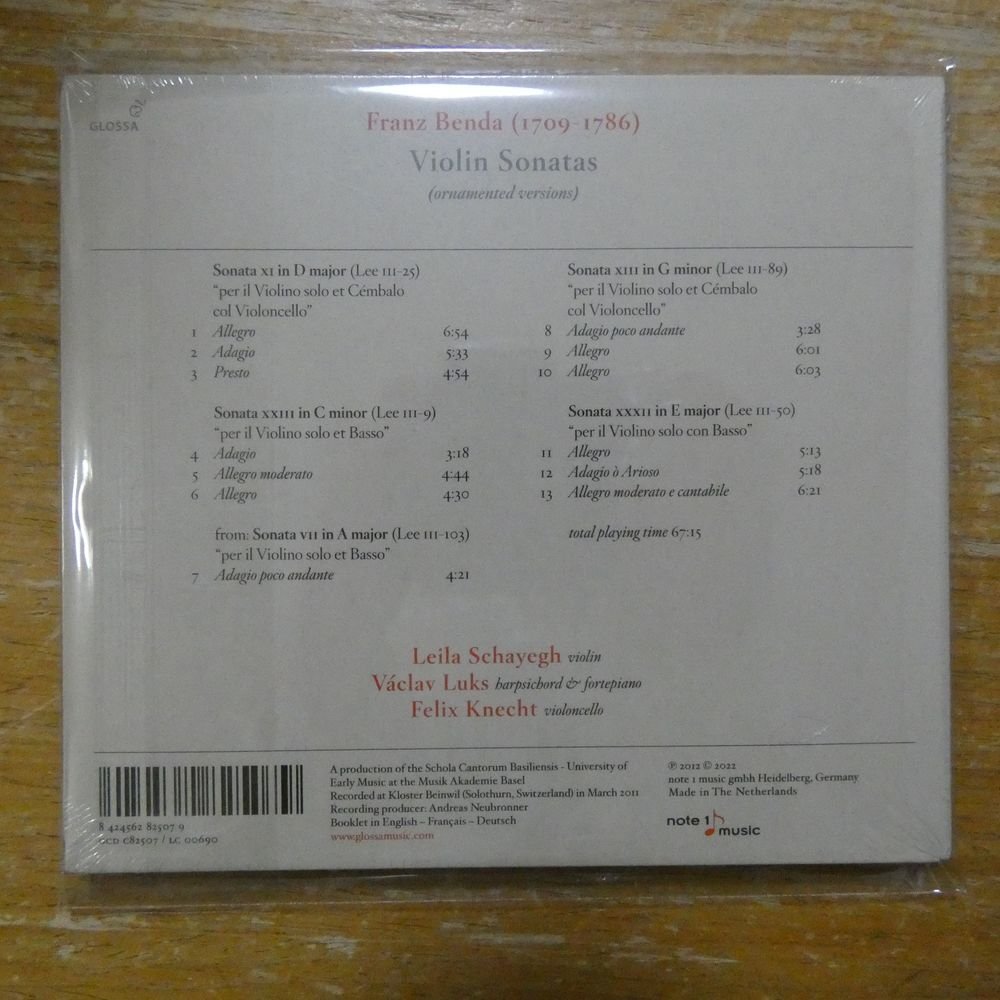 GLOSSA
Franz Benda (1709-1786)
Violin Sonatas
(ornamented versions)
Sonata XI in D major (Lee III-25)
“per il Violino solo et Cémbalo
col Violoncello”
1 Allegro 6:54
2 Adagio 5:33
3 Presto 4:54
Sonata XXIII in C minor (Lee III-9)
“per il Violino solo et Basso”
4 Adagio 3:18
5 Allegro moderato 4:44
6 Allegro 4:30
from: Sonata VII in A major (Lee III-103)
“per il Violino solo et Basso”
7 Adagio poco andante 4:21
Sonata XIII in G minor (Lee III-89)
“per il Violino solo et Cémbalo
col Violoncello”
8 Adagio poco andante 3:28
9 Allegro 6:01
10 Allegro 6:03
Sonata XXXII in E major (Lee III-50)
“per il Violino solo con Basso”
11 Allegro 5:13
12 Adagio ò Arioso 5:18
13 Allegro moderato e cantabile 6:21
total playing time 67:15
Leila Schayegh violin
Václav Luks harpsichord & fortepiano
Felix Knecht violoncello
8 424562 82507 9
GCD C82507 / LC 00690
A production of the Schola Cantorum Basiliensis - University of
Early Music at the Musik Akademie Basel
Recorded at Kloster Beinwil (Solothurn, Switzerland) in March 2011
Recording producer: Andreas Neubronner
Booklet in English – Français – Deutsch
www.glossamusic.com
℗ 2012 © 2022
note 1 music gmbh Heidelberg, Germany
Made in The Netherlands
note 1 music